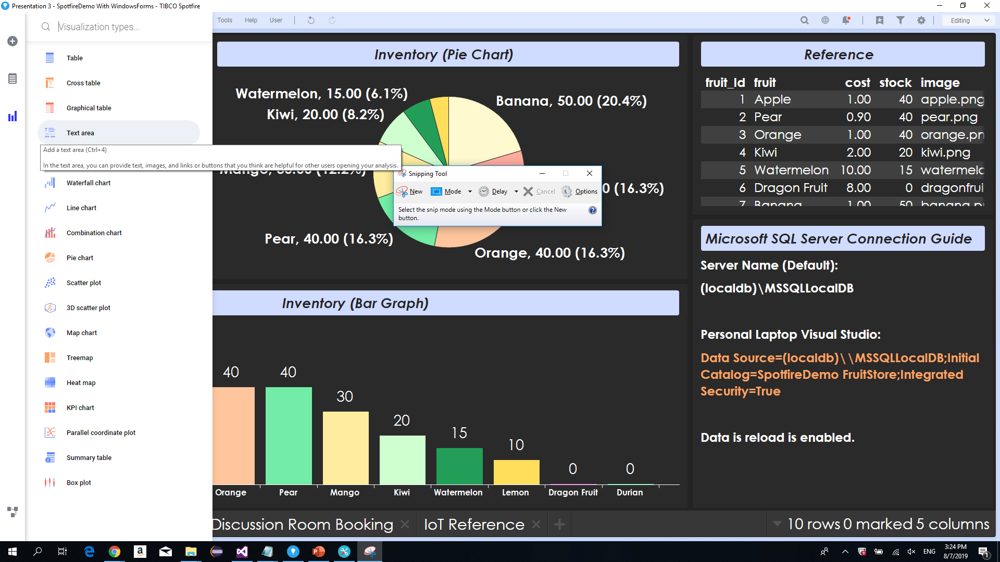 Presentation 3 - SpotfireDemo With WindowsForms - TIBCO Spotfire
Visualization types...
Tools Help User
Editing
Table
Cross table
Graphical table
Text area
Add a text area (Ctrl+4)
In the text area, you can provide text, images, and links or buttons that you think are helpful for other users opening your analysis.
Waterfall chart
Line chart
Combination chart
Pie chart
Scatter plot
3D scatter plot
Map chart
Treemap
Heat map
KPI chart
Parallel coordinate plot
Summary table
Box plot
Inventory (Pie Chart)
Watermelon, 15.00 (6.1%)
Kiwi, 20.00 (8.2%)
Banana, 50.00 (20.4%)
Mango, 30.00 (12.2%)
0 (16.3%)
Pear, 40.00 (16.3%)
Orange, 40.00 (16.3%)
Snipping Tool
New Mode Delay Cancel Options
Select the snip mode using the Mode button or click the New
button.
Inventory (Bar Graph)
40 40 30 20 15 10 0 0
Orange Pear Mango Kiwi Watermelon Lemon Dragon Fruit Durian
Reference
fruit_Id fruit cost stock image
1 Apple 1.00 40 apple.png
2 Pear 0.90 40 pear.png
3 Orange 1.00 40 orange.pn
4 Kiwi 2.00 20 kiwi.png
5 Watermelon 10.00 15 watermelc
6 Dragon Fruit 8.00 0 dragonfrui
7 Banana 1.00 50 banana.p
Microsoft SQL Server Connection Guide
Server Name (Default):
(localdb)\MSSQLLocalDB
Personal Laptop Visual Studio:
Data Source=(localdb)\\MSSQLLocalDB;Initial
Catalog=SpotfireDemo FruitStore;Integrated
Security=True
Data is reload is enabled.
Discussion Room Booking IoT Reference
10 rows 0 marked 5 columns
ENG
3:24 PM
8/7/2019
1